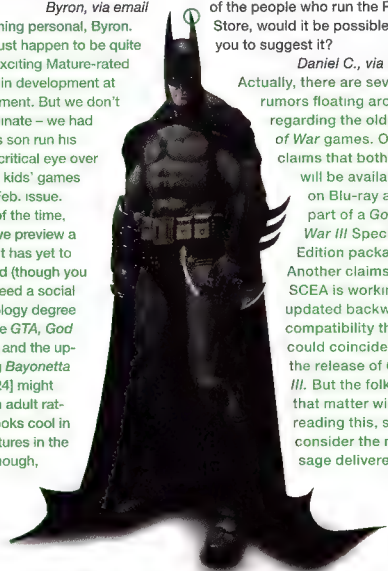 Byron, via email
ning personal, Byron.
ust happen to be quite
exciting Mature-rated
in development at
ment. But we don't
inate – we had
s son run his
critical eye over
kids' games
Feb. issue.
of the time,
ve preview a
t has yet to
d (though you
eed a social
logy degree
e GTA, God
and the up-
g Bayonetta
24] might
n adult rat-
ooks cool in
tures in the
ough,
of the people who run the P
Store, would it be possible
you to suggest it?
Daniel C., via
Actually, there are sev
rumors floating aro
regarding the old
of War games. O
claims that both
will be availa
on Blu-ray a
part of a Go
War III Speci
Edition packa
Another claims
SCEA is workin
updated backw
compatibility th
could coincide
the release of
III. But the folk
that matter wi
reading this, s
consider the m
sage delivere